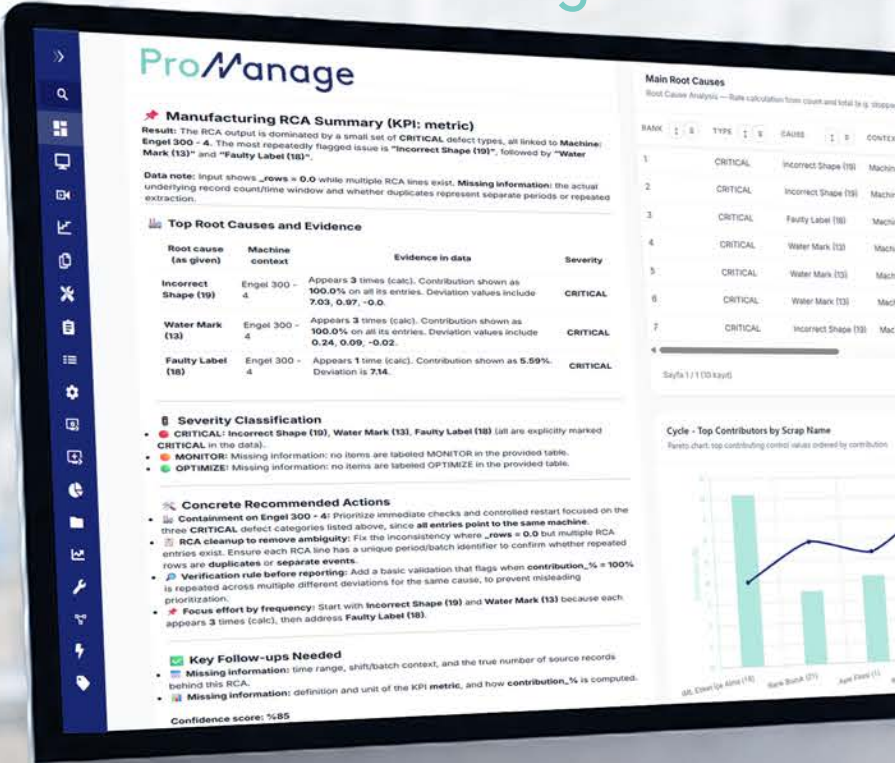 ProManage
📌 Manufacturing RCA Summary (KPI: metric)
Result: The RCA output is dominated by a small set of CRITICAL defect types, all linked to Machine:
Engel 300 - 4. The most repeatedly flagged issue is "Incorrect Shape (19)", followed by "Water
Mark (13)" and "Faulty Label (18)".
Data note: Input shows _rows = 0.0 while multiple RCA lines exist. Missing information: the actual
underlying record count/time window and whether duplicates represent separate periods or repeated
extraction.
🏭 Top Root Causes and Evidence
Root cause (as given) Machine context Evidence in data Severity
Incorrect Shape (19) Engel 300 - 4 Appears 3 times (calc). Contribution shown as 100.0% on all its entries. Deviation values include 7.03, 0.97, -0.0. CRITICAL
Water Mark (13) Engel 300 - 4 Appears 3 times (calc). Contribution shown as 100.0% on all its entries. Deviation values include 0.24, 0.09, -0.02. CRITICAL
Faulty Label (18) Engel 300 - 4 Appears 1 time (calc). Contribution shown as 5.59%. Deviation is 7.14. CRITICAL
🚦 Severity Classification
• 🔴 CRITICAL: Incorrect Shape (19), Water Mark (13), Faulty Label (18) (all are explicitly marked
CRITICAL in the data).
• 🟠 MONITOR: Missing information: no items are labeled MONITOR in the provided table.
• 🟢 OPTIMIZE: Missing information: no items are labeled OPTIMIZE in the provided table.
🛠 Concrete Recommended Actions
• 🏭 Containment on Engel 300 - 4: Prioritize immediate checks and controlled restart focused on the
three CRITICAL defect categories listed above, since all entries point to the same machine.
• 🧾 RCA cleanup to remove ambiguity: Fix the inconsistency where _rows = 0.0 but multiple RCA
entries exist. Ensure each RCA line has a unique period/batch identifier to confirm whether repeated
rows are duplicates or separate events.
• 🔎 Verification rule before reporting: Add a basic validation that flags when contribution_% = 100%
is repeated across multiple different deviations for the same cause, to prevent misleading
prioritization.
• 📌 Focus effort by frequency: Start with Incorrect Shape (19) and Water Mark (13) because each
appears 3 times (calc), then address Faulty Label (18).
✅ Key Follow-ups Needed
• Missing information: time range, shift/batch context, and the true number of source records
behind this RCA.
• 📊 Missing information: definition and unit of the KPI metric, and how contribution_% is computed.
Confidence score: %85
Main Root Causes
Root Cause Analysis — Rate calculation from count and total (e.g.
RANK TYPE CAUSE
1 CRITICAL Incorrect Shape (19)
2 CRITICAL Incorrect Shape (19)
3 CRITICAL Faulty Label (18)
4 CRITICAL Water Mark (13)
5 CRITICAL Water Mark (13)
6 CRITICAL Water Mark (13)
7 CRITICAL Incorrect Shape (19)
Sayfa 1 / 1 (10 kayıt)
Cycle - Top Contributors by Scrap Name
Pareto chart: top contributing control values ordered by contribution